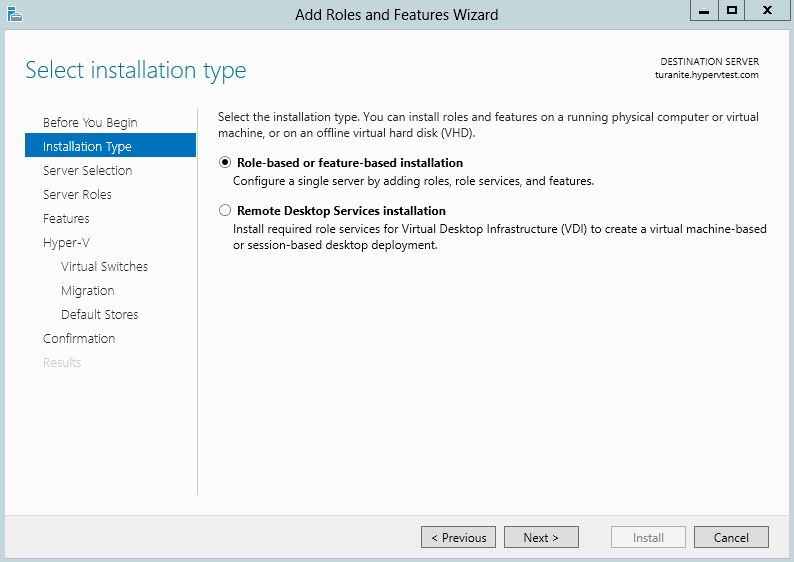 Add Roles and Features Wizard
Select installation type
DESTINATION SERVER
turanite.hypervtest.com
Before You Begin
Installation Type
Server Selection
Server Roles
Features
Hyper-V
Virtual Switches
Migration
Default Stores
Confirmation
Results
Select the installation type. You can install roles and features on a running physical computer or virtual
machine, or on an offline virtual hard disk (VHD).
Role-based or feature-based installation
Configure a single server by adding roles, role services, and features.
Remote Desktop Services installation
Install required role services for Virtual Desktop Infrastructure (VDI) to create a virtual machine-based
or session-based desktop deployment.
< Previous
Next >
Install
Cancel